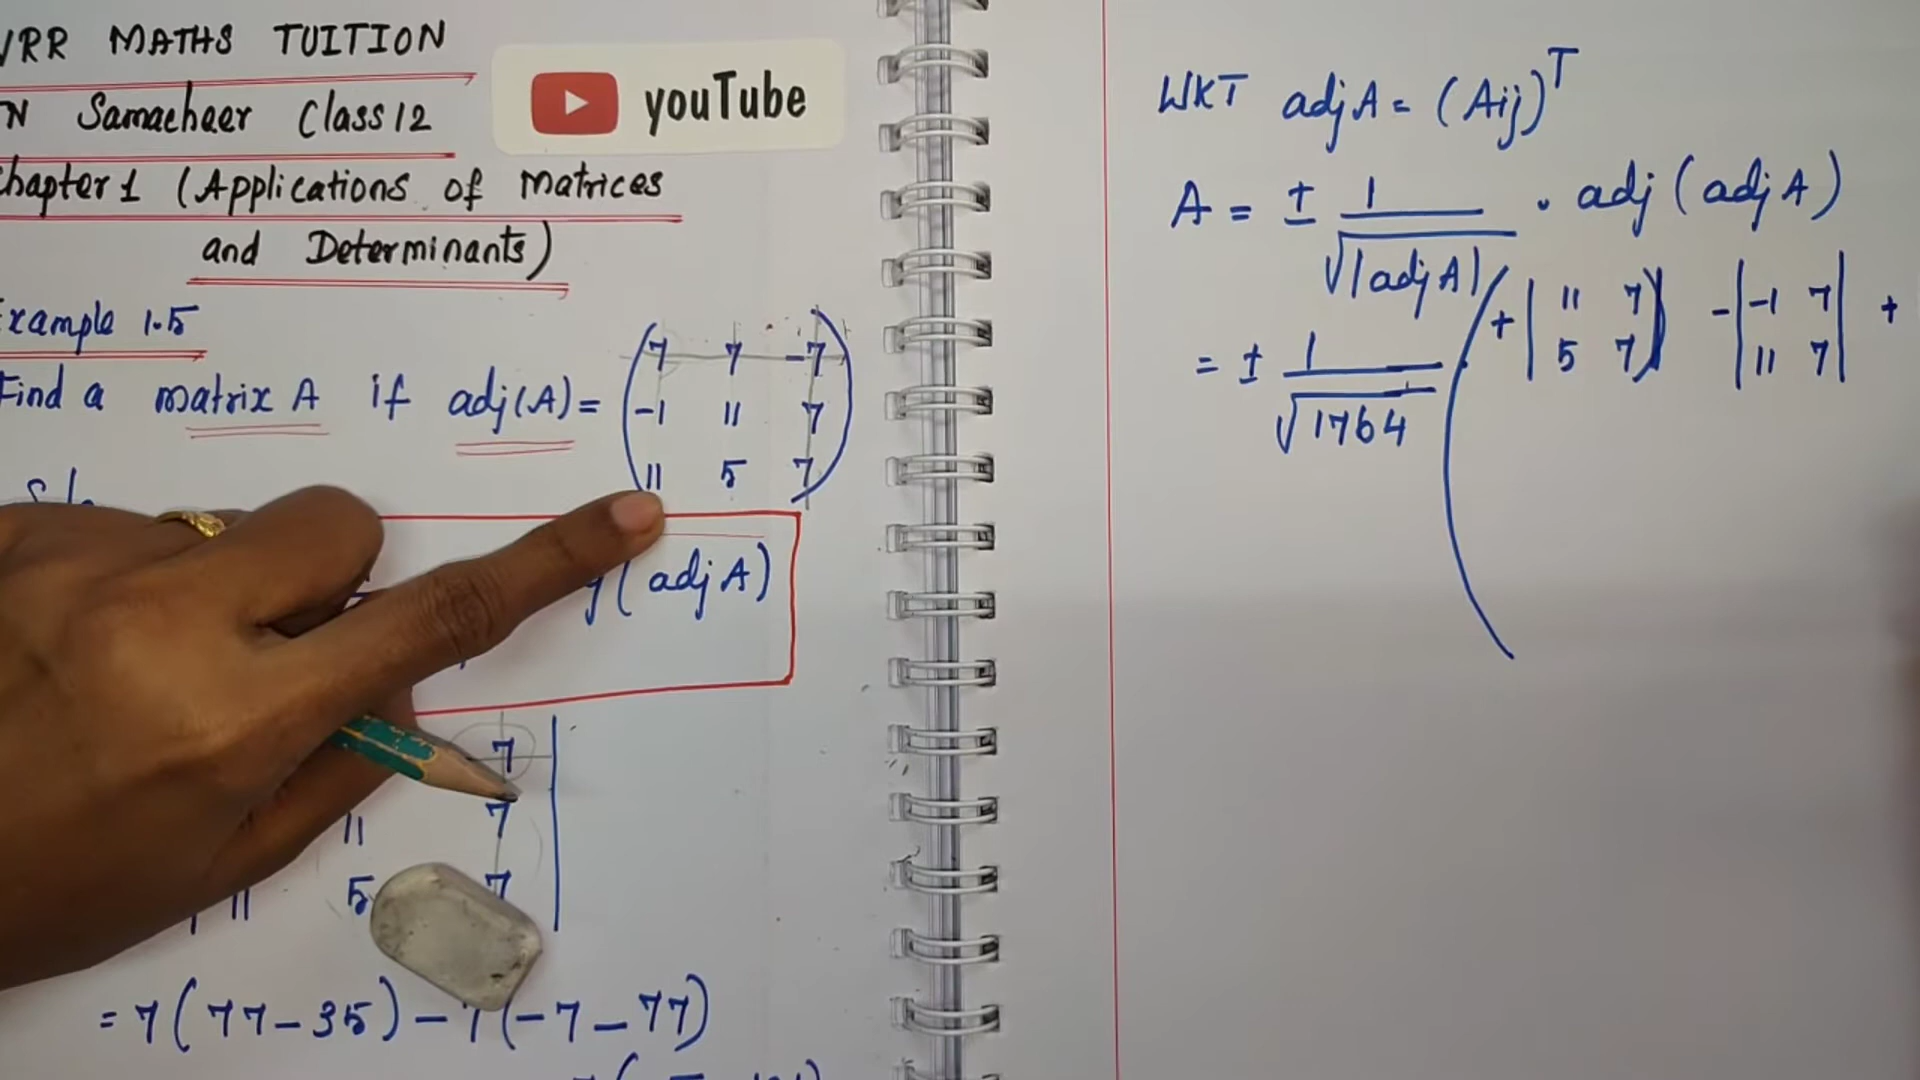 VRR MATHS TUITION
TN Samacheer Class 12
Chapter 1 (Applications of Matrices
and Determinants)
youTube
Example 1.5
Find a matrix A if adj(A) = ( 7 7 -7
-1 11 7
11 5 7 )
(adj A)
7
11 7
11 5 7
= 7(77-35)-7(-7-77)
WKT adj A = (Aij)^T
A = ± 1/√|adj A| . adj(adj A)
= ± 1/√1764 . ( + | 11 7 | - | -1 7 | +
| 5 7 | | 11 7 |